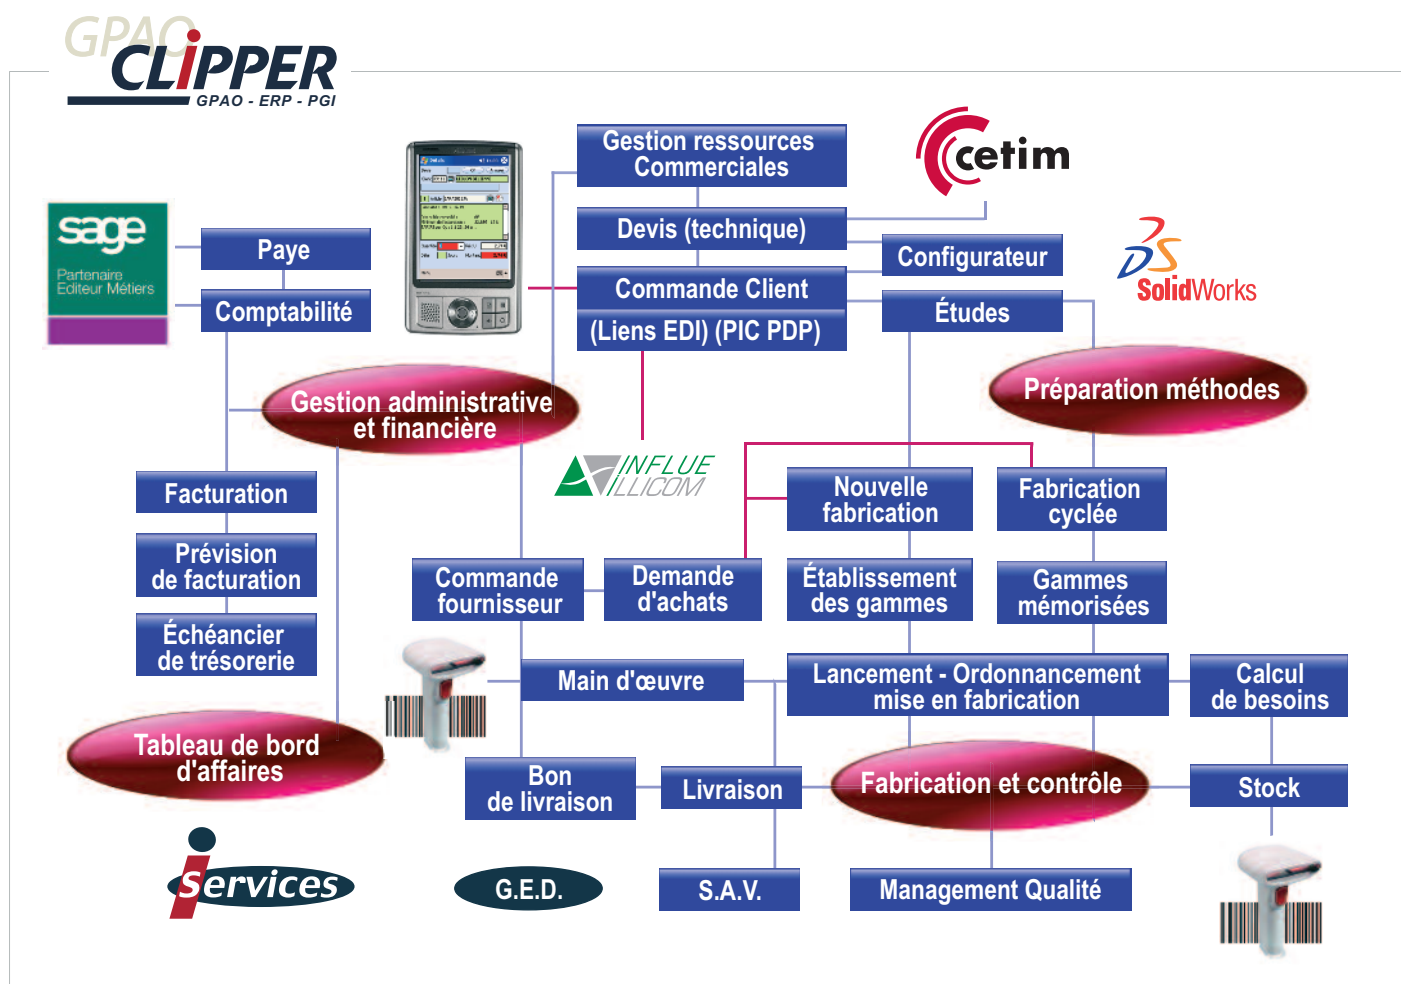 GPAO
CLiPPER
GPAO - ERP - PGI
Gestion ressources
Commerciales
cetim
sage
Partenaire
Editeur Métiers
Paye
Comptabilité
Devis (technique)
Configurateur
SolidWorks
Commande Client
(Liens EDI) (PIC PDP)
Études
Gestion administrative
et financière
Préparation méthodes
INFLUE
ILLICOM
Facturation
Nouvelle
fabrication
Fabrication
cyclée
Prévision
de facturation
Commande
fournisseur
Demande
d'achats
Établissement
des gammes
Gammes
mémorisées
Échéancier
de trésorerie
Main d'œuvre
Lancement - Ordonnancement
mise en fabrication
Calcul
de besoins
Tableau de bord
d'affaires
Bon
de livraison
Livraison
Fabrication et contrôle
Stock
iServices
G.E.D.
S.A.V.
Management Qualité